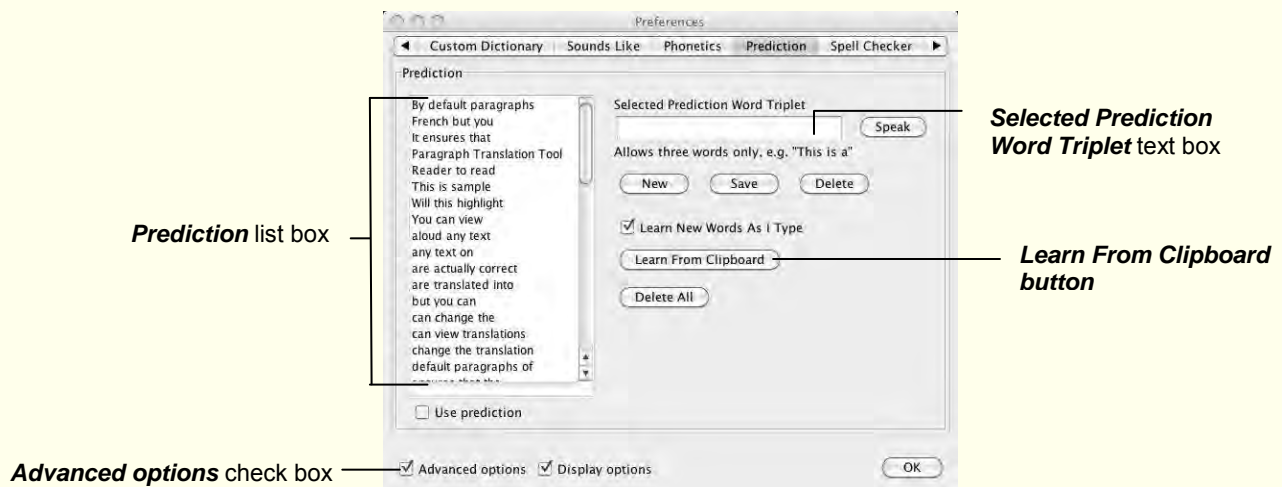 Preferences
Custom Dictionary Sounds Like Phonetics Prediction Spell Checker
Prediction
By default paragraphs
French but you
It ensures that
Paragraph Translation Tool
Reader to read
This is sample
Will this highlight
You can view
aloud any text
any text on
are actually correct
are translated into
but you can
can change the
can view translations
change the translation
default paragraphs of
ensures that the
Use prediction
Selected Prediction Word Triplet
Speak
Allows three words only, e.g. "This is a"
New Save Delete
Learn New Words As I Type
Learn From Clipboard
Delete All
Advanced options Display options
OK
Prediction list box
Advanced options check box
Selected Prediction
Word Triplet text box
Learn From Clipboard
button